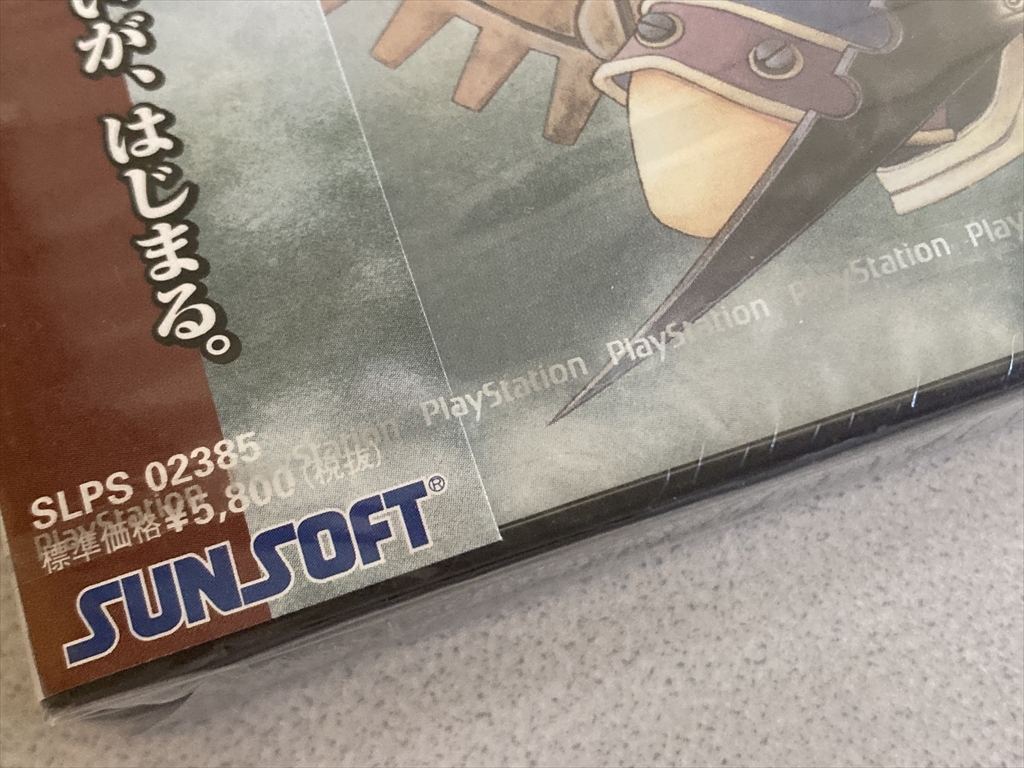 が、はじまる。
PlayStation PlayStation PlayStation Play
SLPS 02385
PlayStation
標準価格¥5,800(税抜)
SUNSOFT®